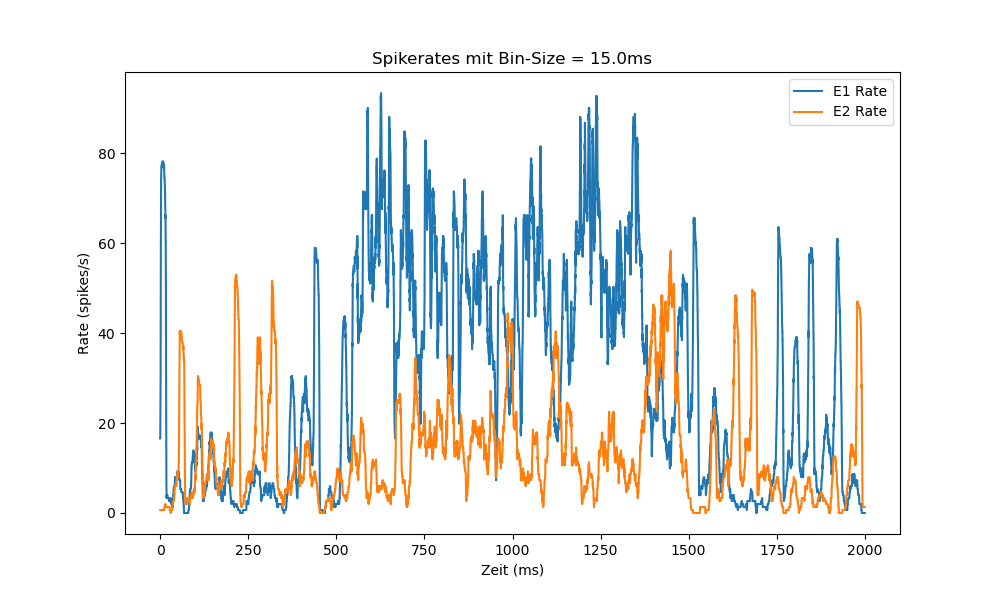 Spikerates mit Bin-Size = 15.0ms
E1 Rate
E2 Rate
80
60
40
20
0
Rate (spikes/s)
0 250 500 750 1000 1250 1500 1750 2000
Zeit (ms)